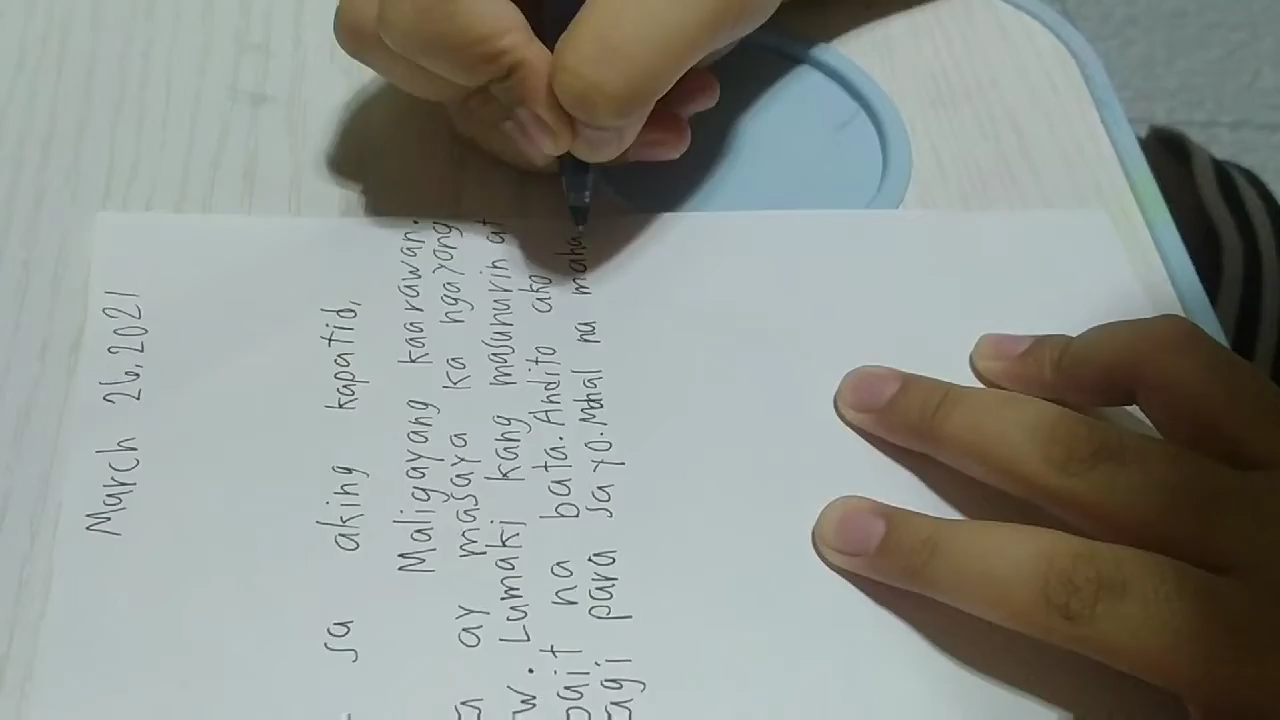 March 26, 2021
sa aking kapatid,
Maligayang kaarawan.
ay masaya ka ngayong
w. Lumaki kang masunurin at
bait na bata. Andito ako
agi para sa yo. Mahal na maha